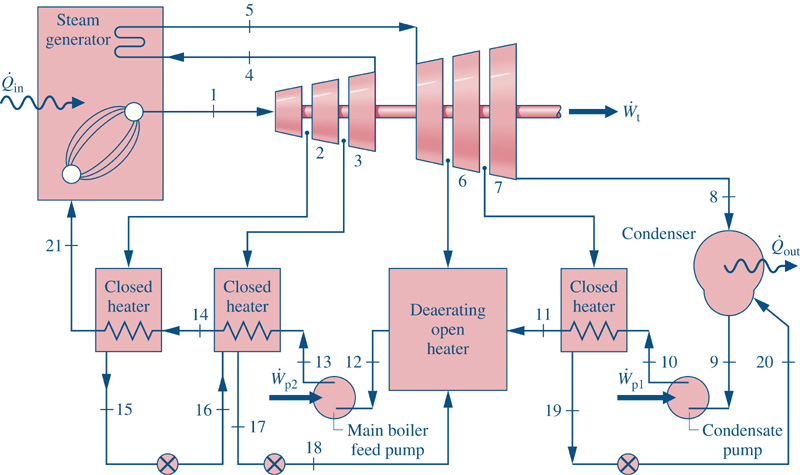 Steam
generator
5
4
Q̇in
1
2
3
Ẇt
6
7
8
Condenser
Q̇out
21
Closed
heater
14
Closed
heater
13
12
Deaerating
open
heater
11
Closed
heater
10
9
20
Ẇp2
Ẇp1
15
16
17
18
19
Main boiler
feed pump
Condensate
pump